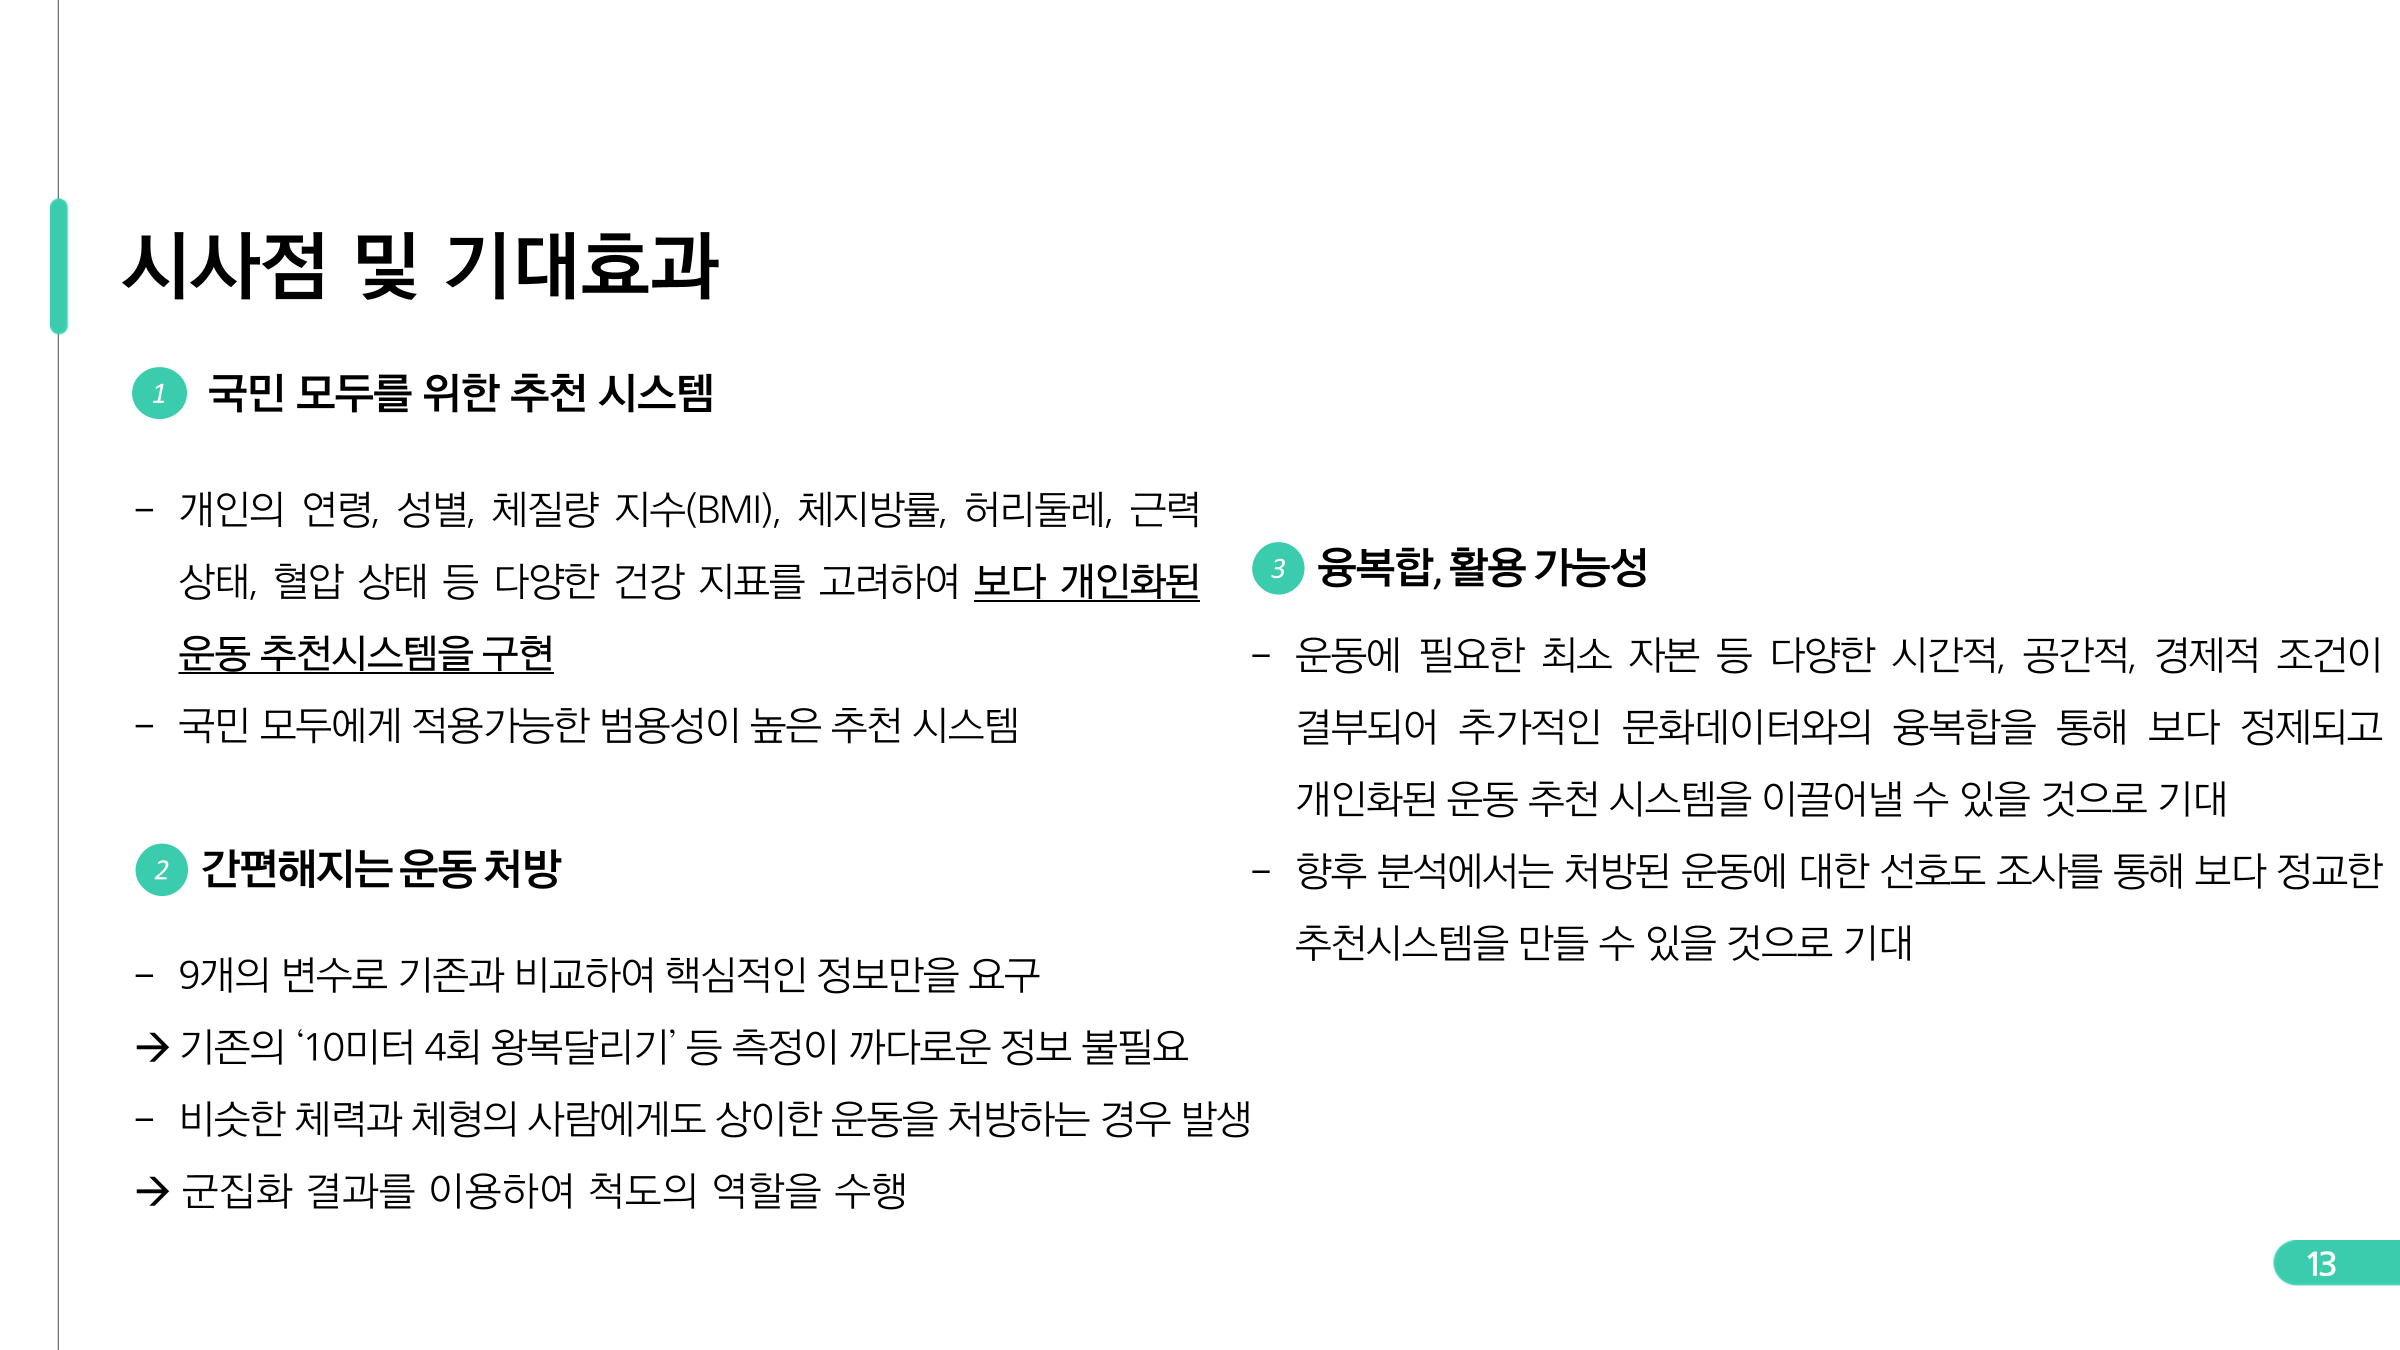 시사점 및 기대효과
1 국민 모두를 위한 추천 시스템
– 개인의 연령, 성별, 체질량 지수(BMI), 체지방률, 허리둘레, 근력
상태, 혈압 상태 등 다양한 건강 지표를 고려하여 보다 개인화된
운동 추천시스템을 구현
– 국민 모두에게 적용가능한 범용성이 높은 추천 시스템
2 간편해지는 운동 처방
– 9개의 변수로 기존과 비교하여 핵심적인 정보만을 요구
→ 기존의 ‘10미터 4회 왕복달리기’ 등 측정이 까다로운 정보 불필요
– 비슷한 체력과 체형의 사람에게도 상이한 운동을 처방하는 경우 발생
→ 군집화 결과를 이용하여 척도의 역할을 수행
3 융복합, 활용 가능성
– 운동에 필요한 최소 자본 등 다양한 시간적, 공간적, 경제적 조건이
결부되어 추가적인 문화데이터와의 융복합을 통해 보다 정제되고
개인화된 운동 추천 시스템을 이끌어낼 수 있을 것으로 기대
– 향후 분석에서는 처방된 운동에 대한 선호도 조사를 통해 보다 정교한
추천시스템을 만들 수 있을 것으로 기대
13